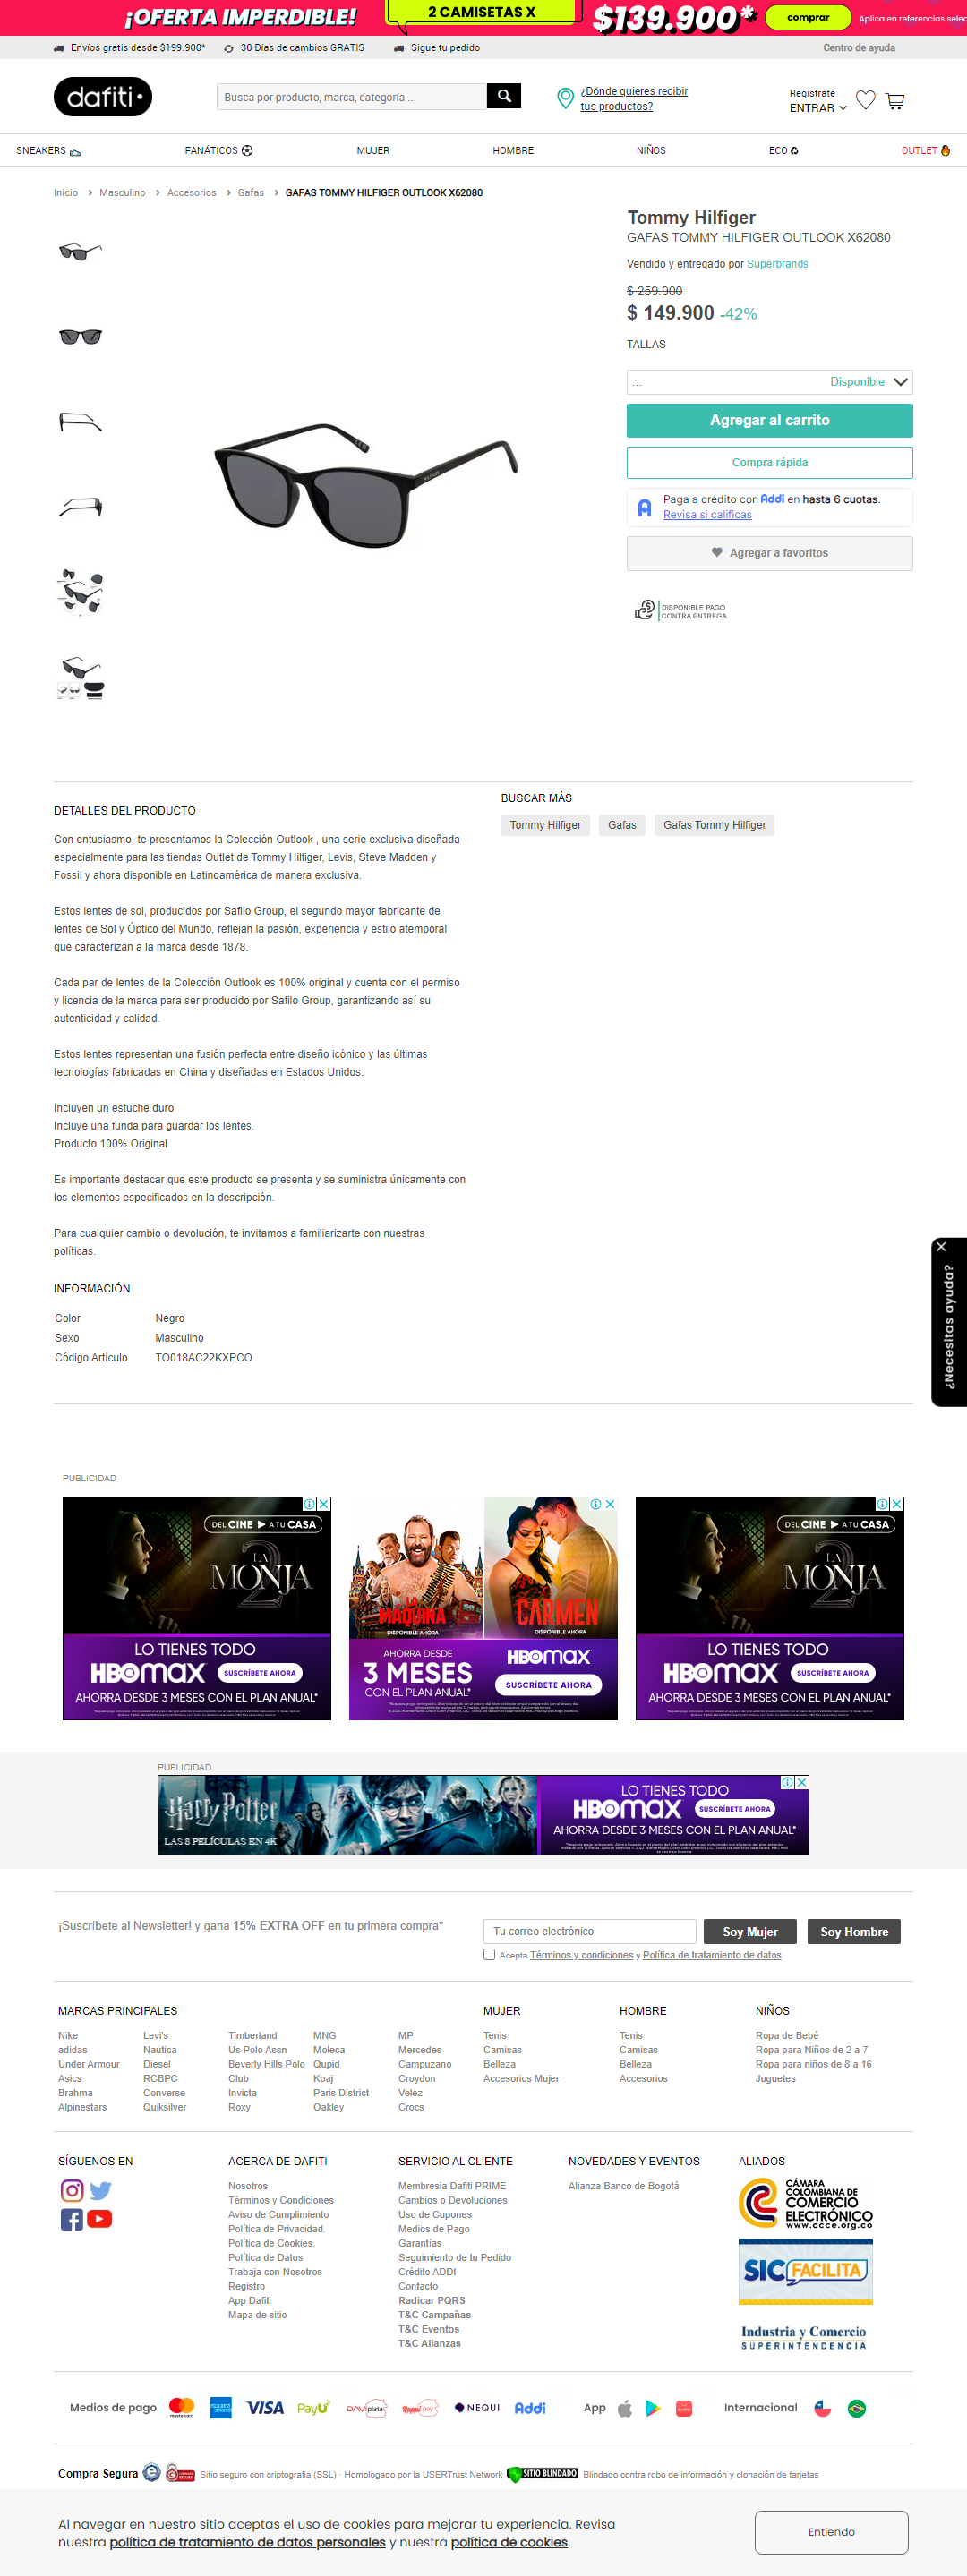 ¡OFERTA IMPERDIBLE!
2 CAMISETAS X
$139.900*
comprar
Aplica en referencias selec
Envíos gratis desde $199.900*
30 Días de cambios GRATIS
Sigue tu pedido
Centro de ayuda
dafiti
Busca por producto, marca, categoría ...
¿Dónde quieres recibir
tus productos?
Regístrate
ENTRAR
SNEAKERS
FANÁTICOS
MUJER
HOMBRE
NIÑOS
ECO
OUTLET
Inicio › Masculino › Accesorios › Gafas › GAFAS TOMMY HILFIGER OUTLOOK X62080
Tommy Hilfiger
GAFAS TOMMY HILFIGER OUTLOOK X62080
Vendido y entregado por Superbrands
$ 259.900
$ 149.900 -42%
TALLAS
... Disponible
Agregar al carrito
Compra rápida
Paga a crédito con Addi en hasta 6 cuotas.
Revisa si calificas
Agregar a favoritos
DISPONIBLE PAGO
CONTRA ENTREGA
DETALLES DEL PRODUCTO
Con entusiasmo, te presentamos la Colección Outlook , una serie exclusiva diseñada
especialmente para las tiendas Outlet de Tommy Hilfiger, Levis, Steve Madden y
Fossil y ahora disponible en Latinoamérica de manera exclusiva.
Estos lentes de sol, producidos por Safilo Group, el segundo mayor fabricante de
lentes de Sol y Óptico del Mundo, reflejan la pasión, experiencia y estilo atemporal
que caracterizan a la marca desde 1878.
Cada par de lentes de la Colección Outlook es 100% original y cuenta con el permiso
y licencia de la marca para ser producido por Safilo Group, garantizando así su
autenticidad y calidad.
Estos lentes representan una fusión perfecta entre diseño icónico y las últimas
tecnologías fabricadas en China y diseñadas en Estados Unidos.
Incluyen un estuche duro
Incluye una funda para guardar los lentes.
Producto 100% Original
Es importante destacar que este producto se presenta y se suministra únicamente con
los elementos especificados en la descripción.
Para cualquier cambio o devolución, te invitamos a familiarizarte con nuestras
políticas.
BUSCAR MÁS
Tommy Hilfiger
Gafas
Gafas Tommy Hilfiger
INFORMACIÓN
Color Negro
Sexo Masculino
Código Artículo TO018AC22KXPCO
¿Necesitas ayuda?
PUBLICIDAD
DEL CINE A TU CASA
LA MONJA 2
LO TIENES TODO
HBOMAX SUSCRÍBETE AHORA
AHORRA DESDE 3 MESES CON EL PLAN ANUAL*
LA MÁQUINA
DISPONIBLE AHORA
CARMEN
DISPONIBLE AHORA
AHORRA DESDE
3 MESES
CON EL PLAN ANUAL*
HBOMAX
SUSCRÍBETE AHORA
DEL CINE A TU CASA
LA MONJA 2
LO TIENES TODO
HBOMAX SUSCRÍBETE AHORA
AHORRA DESDE 3 MESES CON EL PLAN ANUAL*
PUBLICIDAD
Harry Potter
LAS 8 PELÍCULAS EN 4K
LO TIENES TODO
HBOMAX SUSCRÍBETE AHORA
AHORRA DESDE 3 MESES CON EL PLAN ANUAL*
¡Suscríbete al Newsletter! y gana 15% EXTRA OFF en tu primera compra*
Tu correo electrónico
Soy Mujer
Soy Hombre
Acepta Términos y condiciones y Política de tratamiento de datos
MARCAS PRINCIPALES
Nike
adidas
Under Armour
Asics
Brahma
Alpinestars
Levi's
Nautica
Diesel
RCBPC
Converse
Quiksilver
Timberland
Us Polo Assn
Beverly Hills Polo
Club
Invicta
Roxy
MNG
Moleca
Qupid
Koaj
Paris District
Oakley
MP
Mercedes
Campuzano
Croydon
Velez
Crocs
MUJER
Tenis
Camisas
Belleza
Accesorios Mujer
HOMBRE
Tenis
Camisas
Belleza
Accesorios
NIÑOS
Ropa de Bebé
Ropa para Niños de 2 a 7
Ropa para niños de 8 a 16
Juguetes
SÍGUENOS EN
ACERCA DE DAFITI
Nosotros
Términos y Condiciones
Aviso de Cumplimiento
Política de Privacidad.
Política de Cookies.
Política de Datos
Trabaja con Nosotros
Registro
App Dafiti
Mapa de sitio
SERVICIO AL CLIENTE
Membresia Dafiti PRIME
Cambios o Devoluciones
Uso de Cupones
Medios de Pago
Garantías
Seguimiento de tu Pedido
Crédito ADDI
Contacto
Radicar PQRS
T&C Campañas
T&C Eventos
T&C Alianzas
NOVEDADES Y EVENTOS
Alianza Banco de Bogotá
ALIADOS
CÁMARA
COLOMBIANA DE
COMERCIO
ELECTRÓNICO
www.ccce.org.co
SIC FACILITA
Industria y Comercio
SUPERINTENDENCIA
Medios de pago
mastercard
VISA
PayU
DAVIplata
Rappi pay
NEQUI
Addi
App
Internacional
Compra Segura
Sitio seguro con criptografia (SSL) · Homologado por la USERTrust Network
SITIO BLINDADO
Blindado contra robo de información y clonación de tarjetas
Al navegar en nuestro sitio aceptas el uso de cookies para mejorar tu experiencia. Revisa
nuestra política de tratamiento de datos personales y nuestra política de cookies.
Entiendo